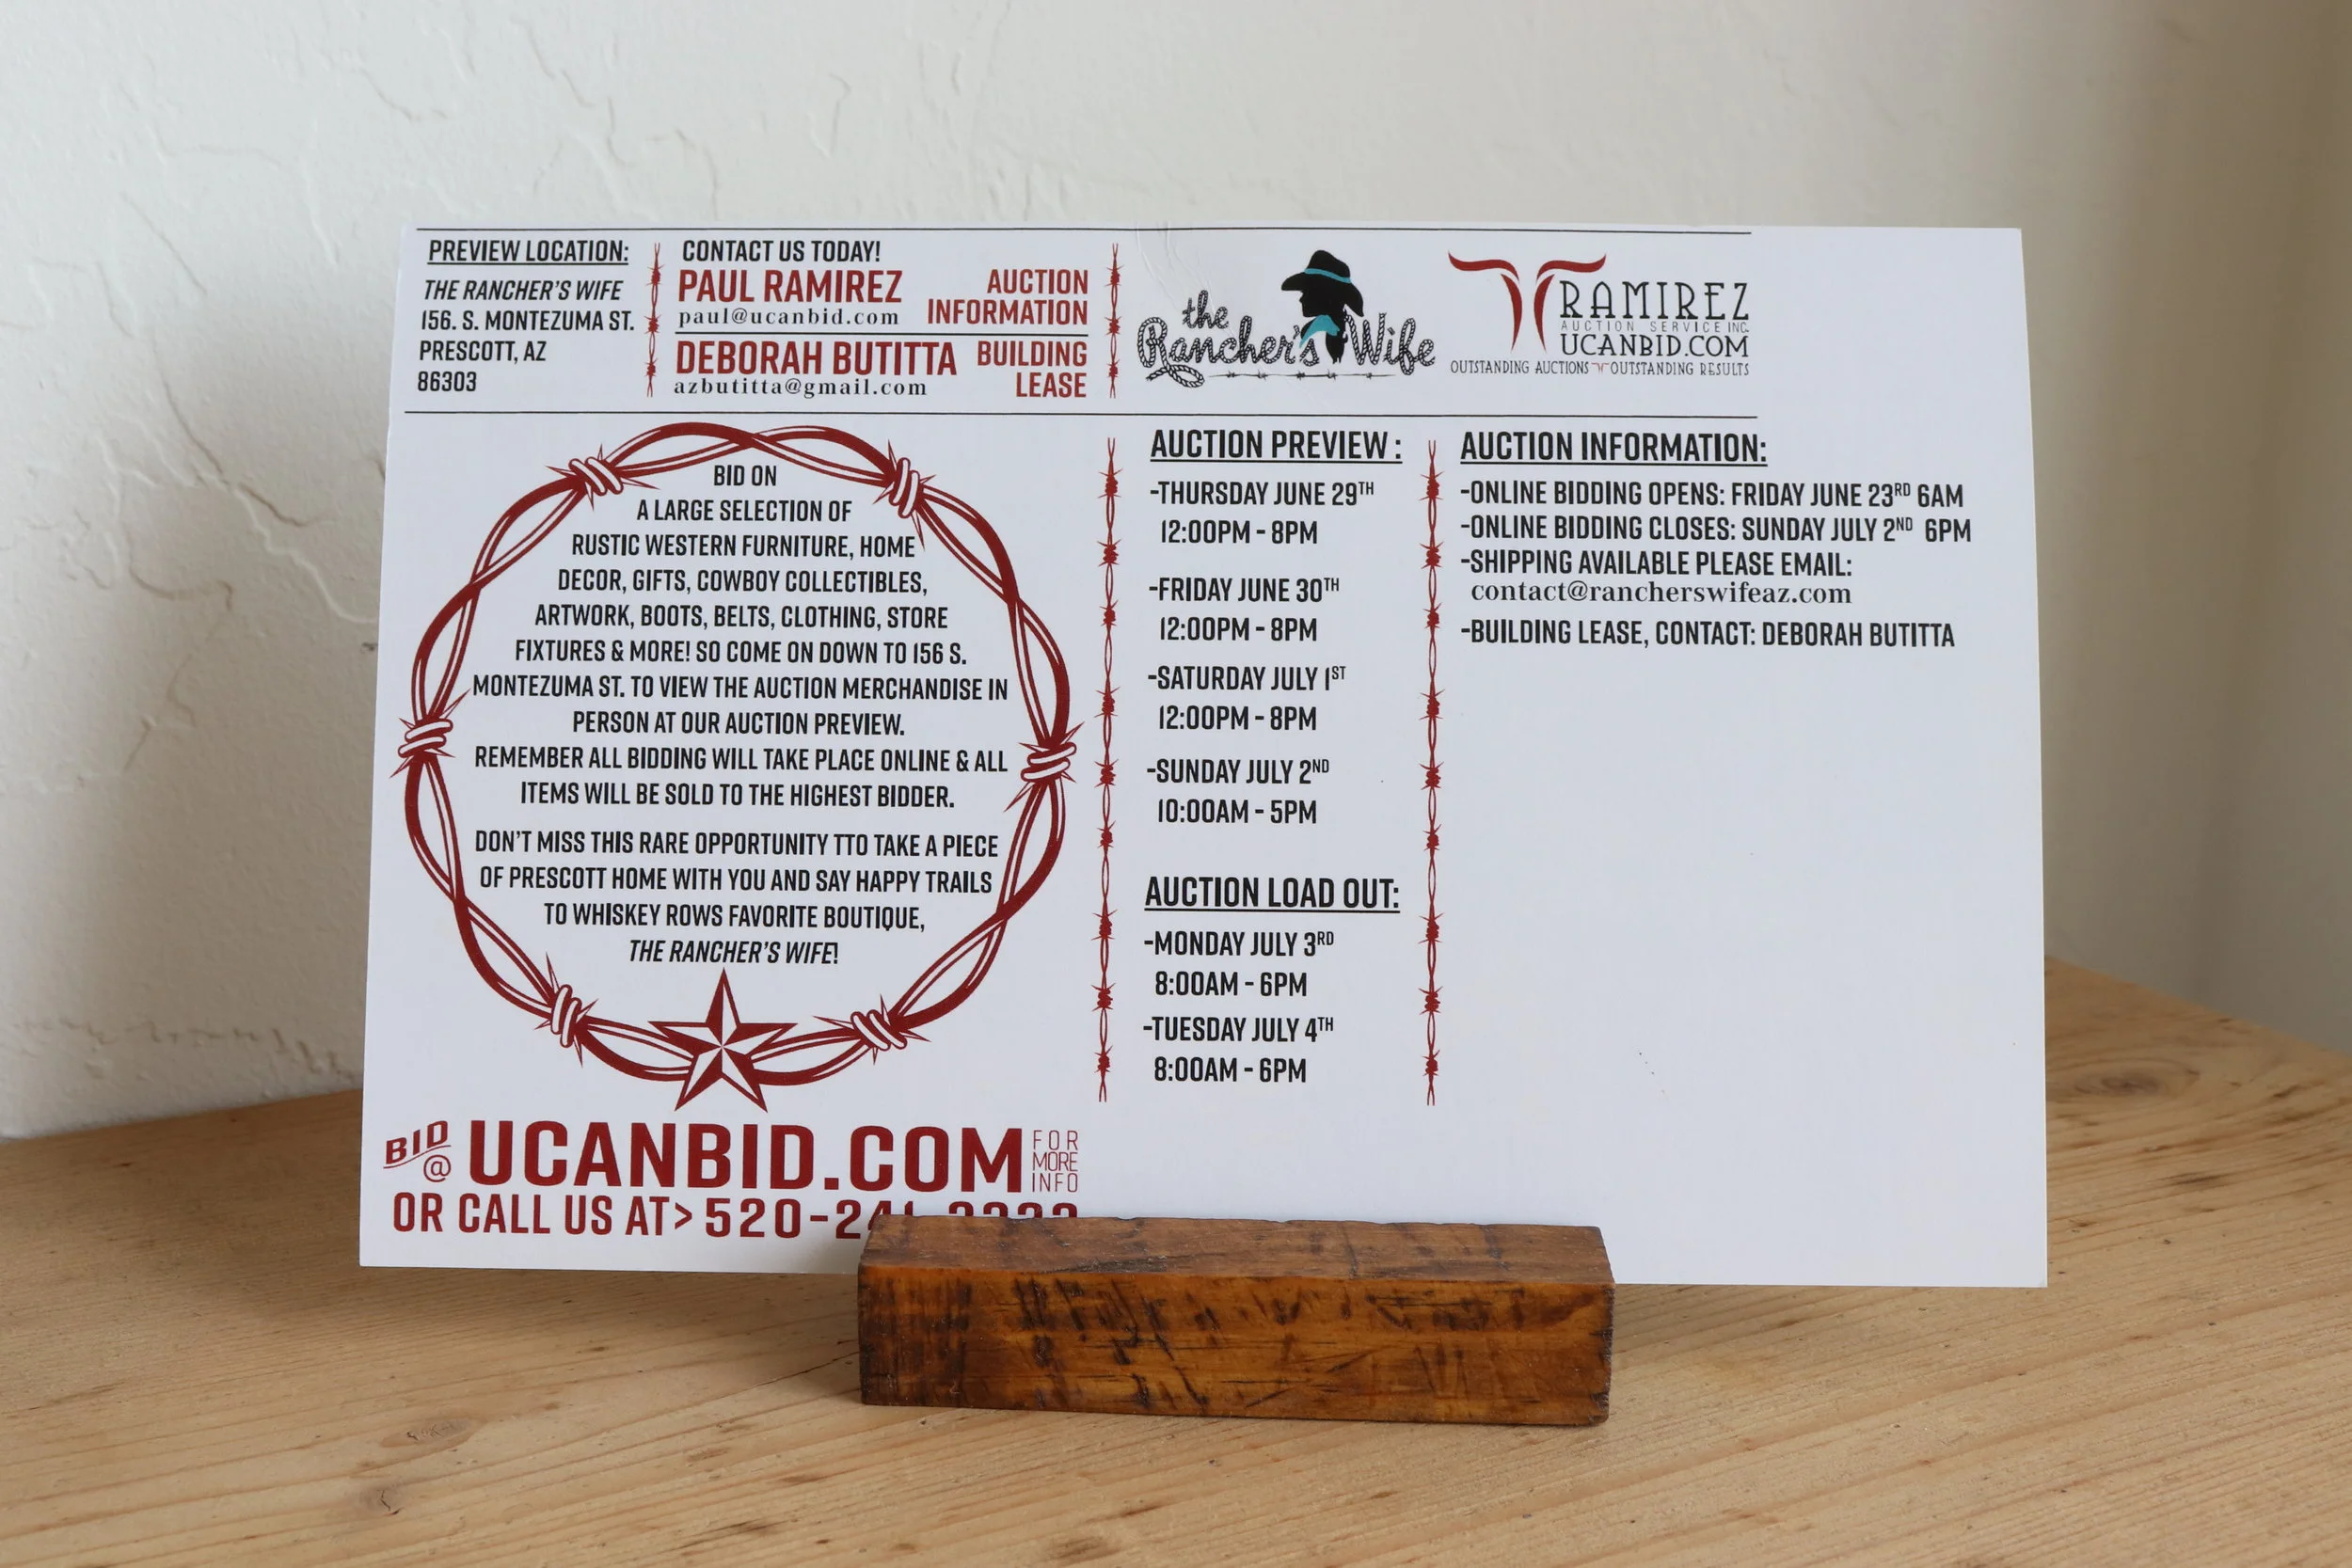 PREVIEW LOCATION:
THE RANCHER'S WIFE
156. S. MONTEZUMA ST.
PRESCOTT, AZ
86303
CONTACT US TODAY!
PAUL RAMIREZ
paul@ucanbid.com
AUCTION
INFORMATION
DEBORAH BUTITTA
azbutitta@gmail.com
BUILDING
LEASE
the
Rancher's Wife
RAMIREZ
AUCTION SERVICE INC.
UCANBID.COM
OUTSTANDING AUCTIONS OUTSTANDING RESULTS
BID ON
A LARGE SELECTION OF
RUSTIC WESTERN FURNITURE, HOME
DECOR, GIFTS, COWBOY COLLECTIBLES,
ARTWORK, BOOTS, BELTS, CLOTHING, STORE
FIXTURES & MORE! SO COME ON DOWN TO 156 S.
MONTEZUMA ST. TO VIEW THE AUCTION MERCHANDISE IN
PERSON AT OUR AUCTION PREVIEW.
REMEMBER ALL BIDDING WILL TAKE PLACE ONLINE & ALL
ITEMS WILL BE SOLD TO THE HIGHEST BIDDER.
DON'T MISS THIS RARE OPPORTUNITY TTO TAKE A PIECE
OF PRESCOTT HOME WITH YOU AND SAY HAPPY TRAILS
TO WHISKEY ROWS FAVORITE BOUTIQUE,
THE RANCHER'S WIFE!
BID
@ UCANBID.COM
FOR
MORE
INFO
OR CALL US AT> 520-
AUCTION PREVIEW :
-THURSDAY JUNE 29TH
12:00PM - 8PM
-FRIDAY JUNE 30TH
12:00PM - 8PM
-SATURDAY JULY 1ST
12:00PM - 8PM
-SUNDAY JULY 2ND
10:00AM - 5PM
AUCTION LOAD OUT:
-MONDAY JULY 3RD
8:00AM - 6PM
-TUESDAY JULY 4TH
8:00AM - 6PM
AUCTION INFORMATION:
-ONLINE BIDDING OPENS: FRIDAY JUNE 23RD 6AM
-ONLINE BIDDING CLOSES: SUNDAY JULY 2ND 6PM
-SHIPPING AVAILABLE PLEASE EMAIL:
contact@rancherswifeaz.com
-BUILDING LEASE, CONTACT: DEBORAH BUTITTA